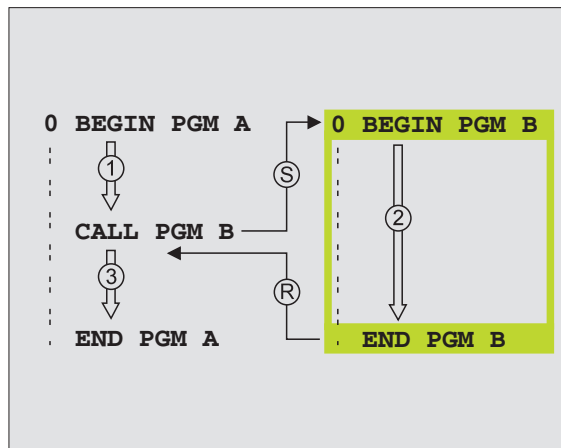 0 BEGIN PGM A
1
CALL PGM B
3
END PGM A
S
R
0 BEGIN PGM B
2
END PGM B